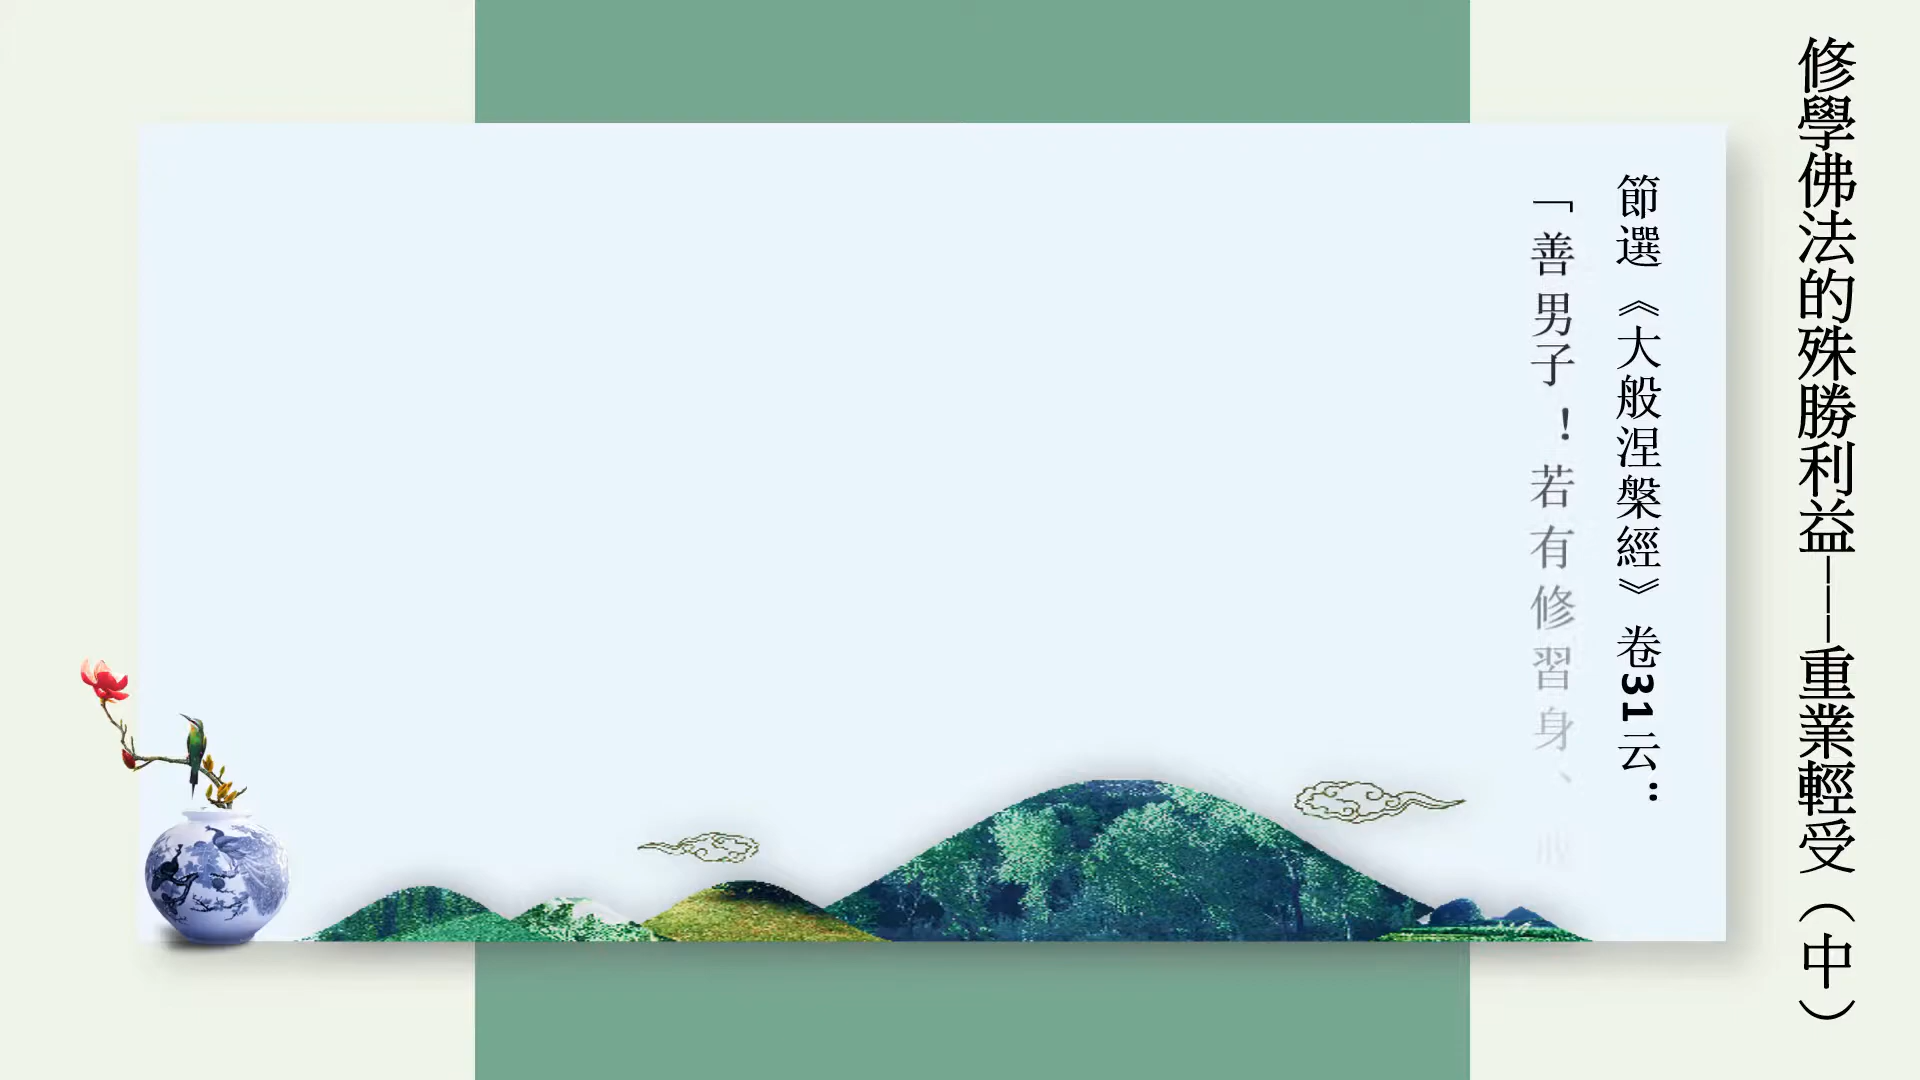 修學佛法的殊勝利益---重業輕受（中）
節選《大般涅槃經》卷31云：
「善男子！若有修習身、